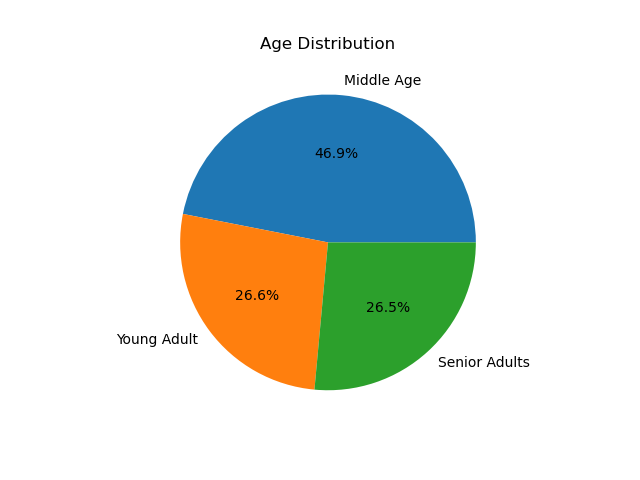 Age Distribution
Middle Age
46.9%
26.6%
26.5%
Young Adult
Senior Adults